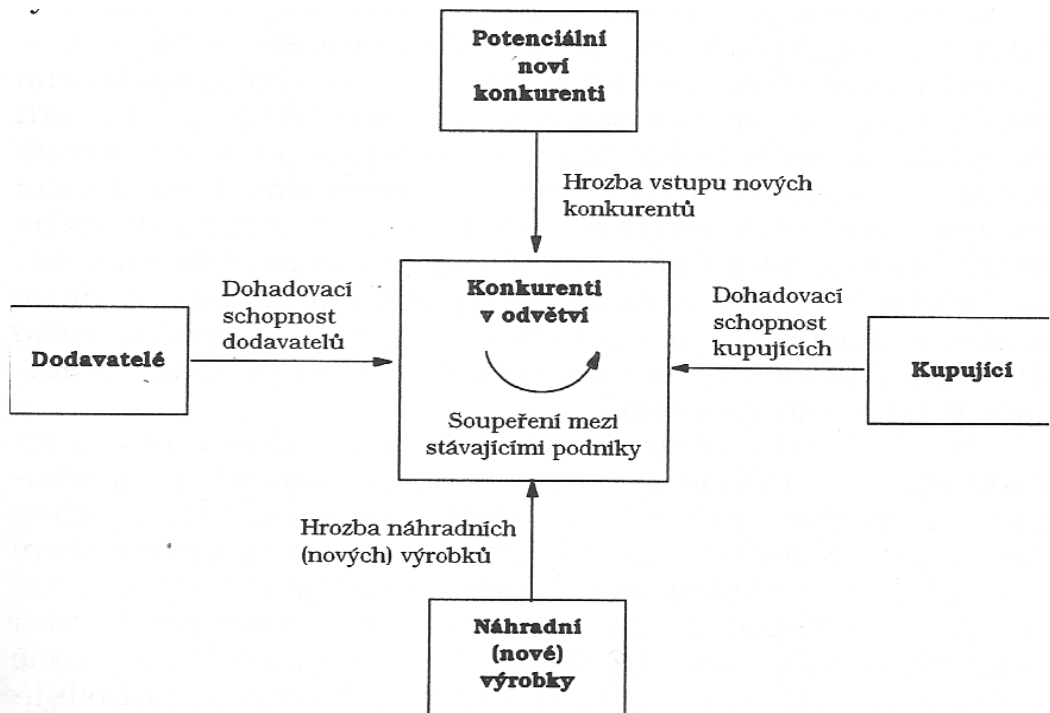 Potenciální
noví
konkurenti
Hrozba vstupu nových
konkurentů
Konkurenti
v odvětví
Soupeření mezi
stávajícími podniky
Dohadovací
schopnost
dodavatelů
Dodavatelé
Dohadovací
schopnost
kupujících
Kupující
Hrozba náhradních
(nových) výrobků
Náhradní
(nové)
výrobky